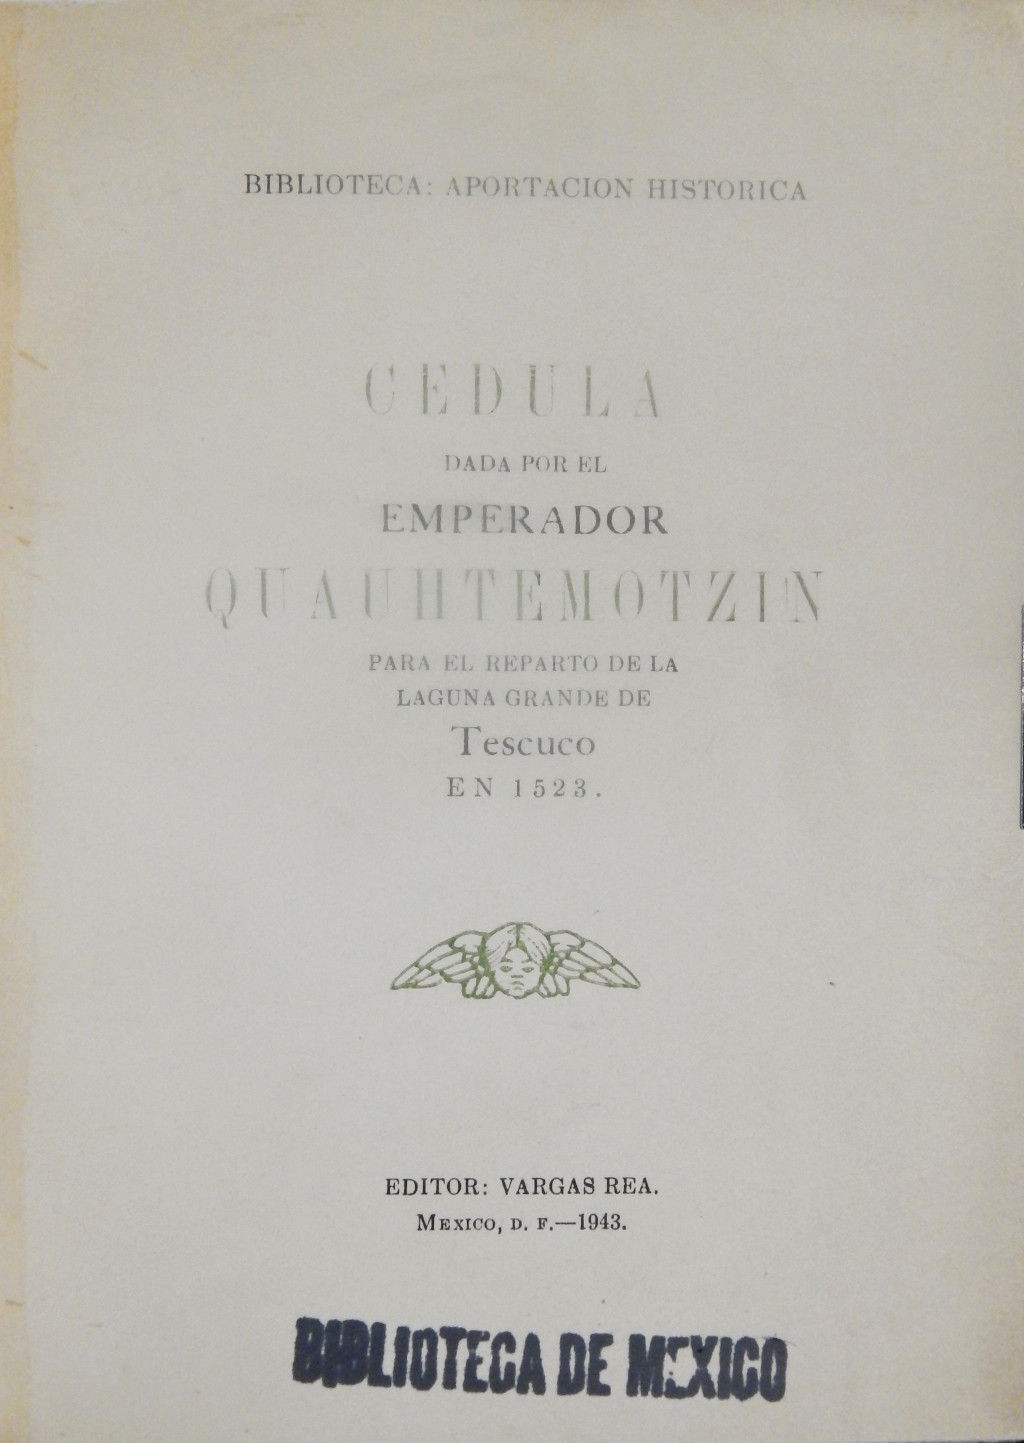 BIBLIOTECA: APORTACION HISTORICA
CEDULA
DADA POR EL
EMPERADOR
QUAUHTEMOTZIN
PARA EL REPARTO DE LA
LAGUNA GRANDE DE
Tescuco
EN 1523.
EDITOR: VARGAS REA.
MEXICO, D. F.—1943.
BIBLIOTECA DE MEXICO